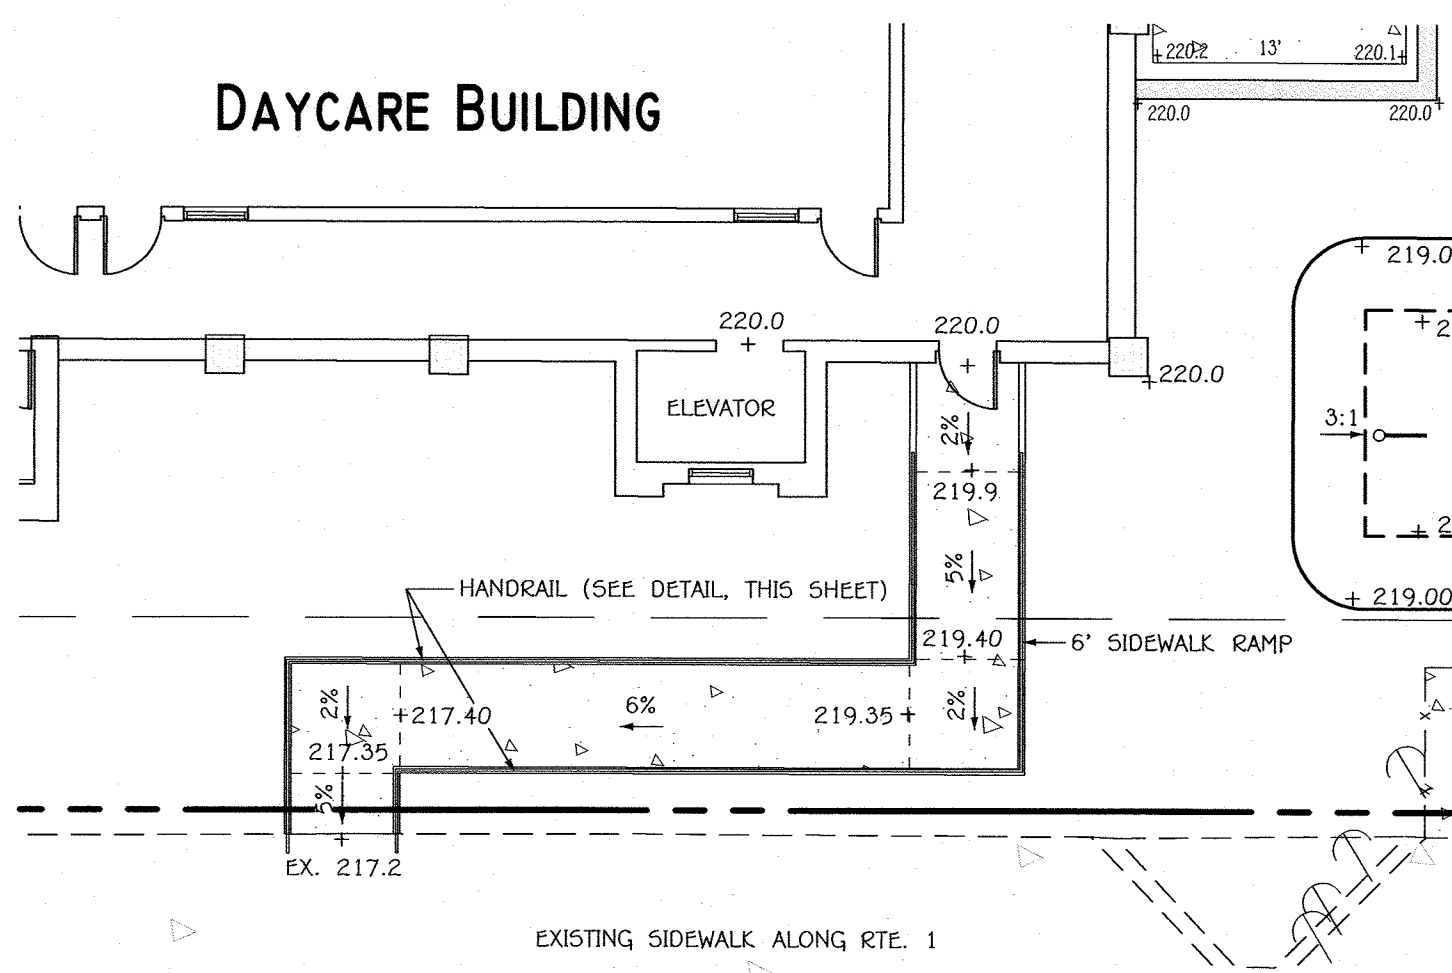 220.2 13' 220.1
DAYCARE BUILDING
220.0 220.0
219.0
220.0 220.0
220.0
ELEVATOR
3:1
2%
219.9
5%
HANDRAIL (SEE DETAIL, THIS SHEET)
219.00
219.40
6' SIDEWALK RAMP
2%
217.40
6%
219.35
2%
217.35
5%
EX. 217.2
EXISTING SIDEWALK ALONG RTE. 1